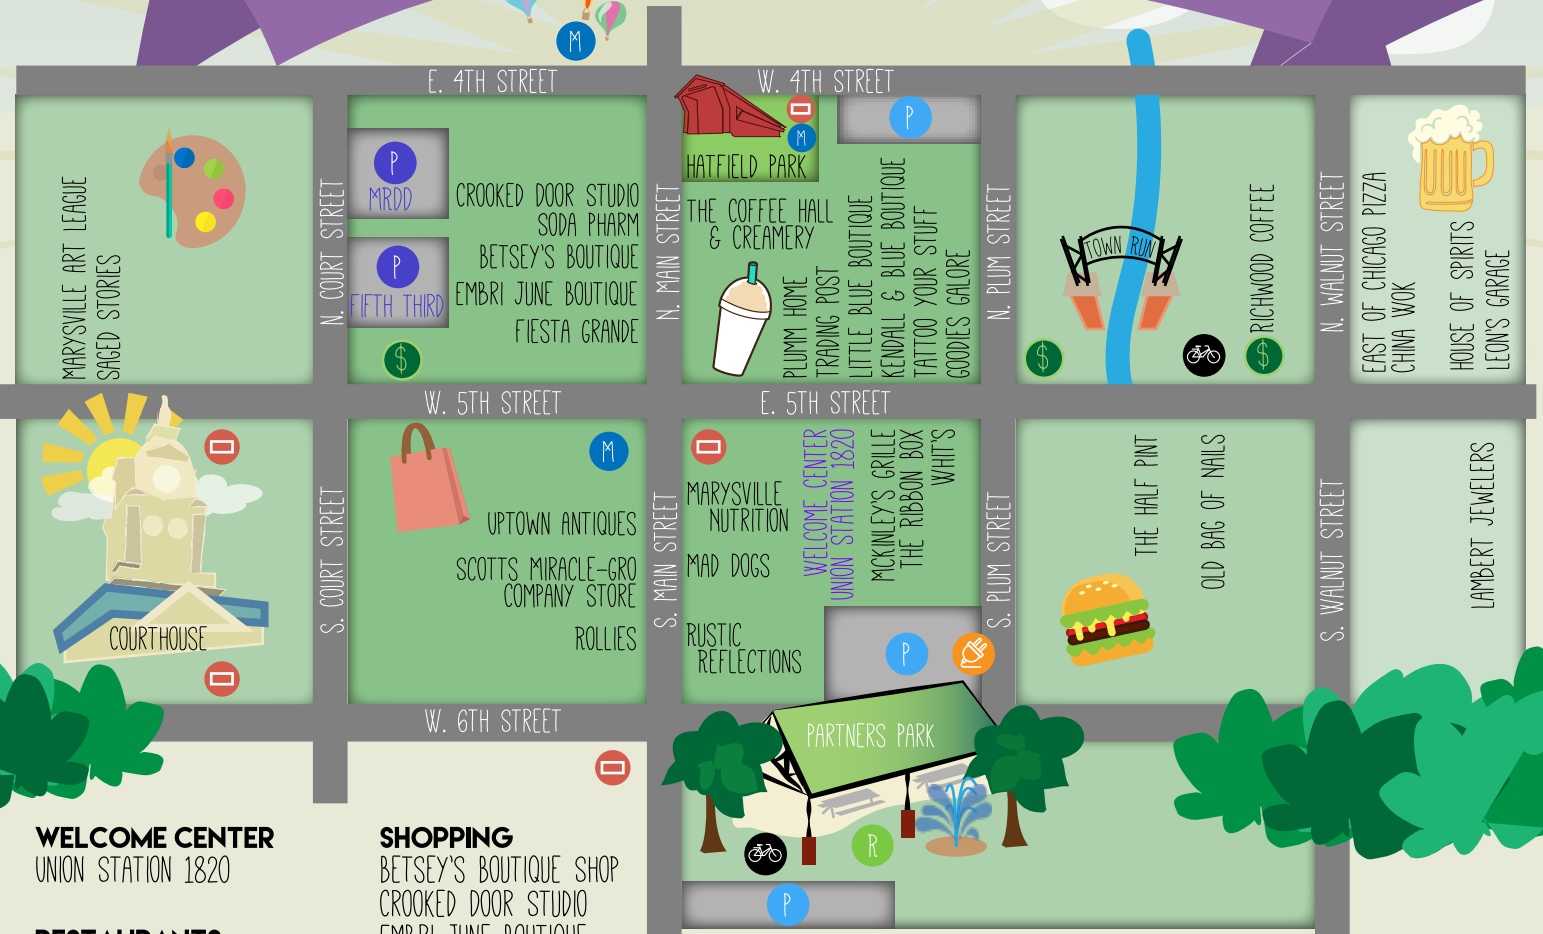 M
E. 4TH STREET
W. 4TH STREET
MARYSVILLE ART LEAGUE
SAGED STORIES
N. COURT STREET
P
MRDD
P
FIFTH THIRD
$
CROOKED DOOR STUDIO
SODA PHARM
BETSEY'S BOUTIQUE
EMBRI JUNE BOUTIQUE
FIESTA GRANDE
N. MAIN STREET
M
HATFIELD PARK
P
THE COFFEE HALL
& CREAMERY
PLUMM HOME
TRADING POST
LITTLE BLUE BOUTIQUE
KENDALL & BLUE BOUTIQUE
TATTOO YOUR STUFF
GOODIES GALORE
N. PLUM STREET
TOWN RUN
$
RICHWOOD COFFEE
$
N. WALNUT STREET
EAST OF CHICAGO PIZZA
CHINA WOK
HOUSE OF SPIRITS
LEON'S GARAGE
W. 5TH STREET
E. 5TH STREET
COURTHOUSE
S. COURT STREET
M
UPTOWN ANTIQUES
SCOTTS MIRACLE-GRO
COMPANY STORE
ROLLIES
S. MAIN STREET
MARYSVILLE
NUTRITION
MAD DOGS
RUSTIC
REFLECTIONS
WELCOME CENTER
UNION STATION 1820
MCKINLEY'S GRILLE
THE RIBBON BOX
WHIT'S
P
S. PLUM STREET
THE HALF PINT
OLD BAG OF NAILS
S. WALNUT STREET
LAMBERT JEWELERS
W. 6TH STREET
PARTNERS PARK
R
P
WELCOME CENTER
UNION STATION 1820
RESTAURANTS
SHOPPING
BETSEY'S BOUTIQUE SHOP
CROOKED DOOR STUDIO
EMBRI JUNE BOUTIQUE